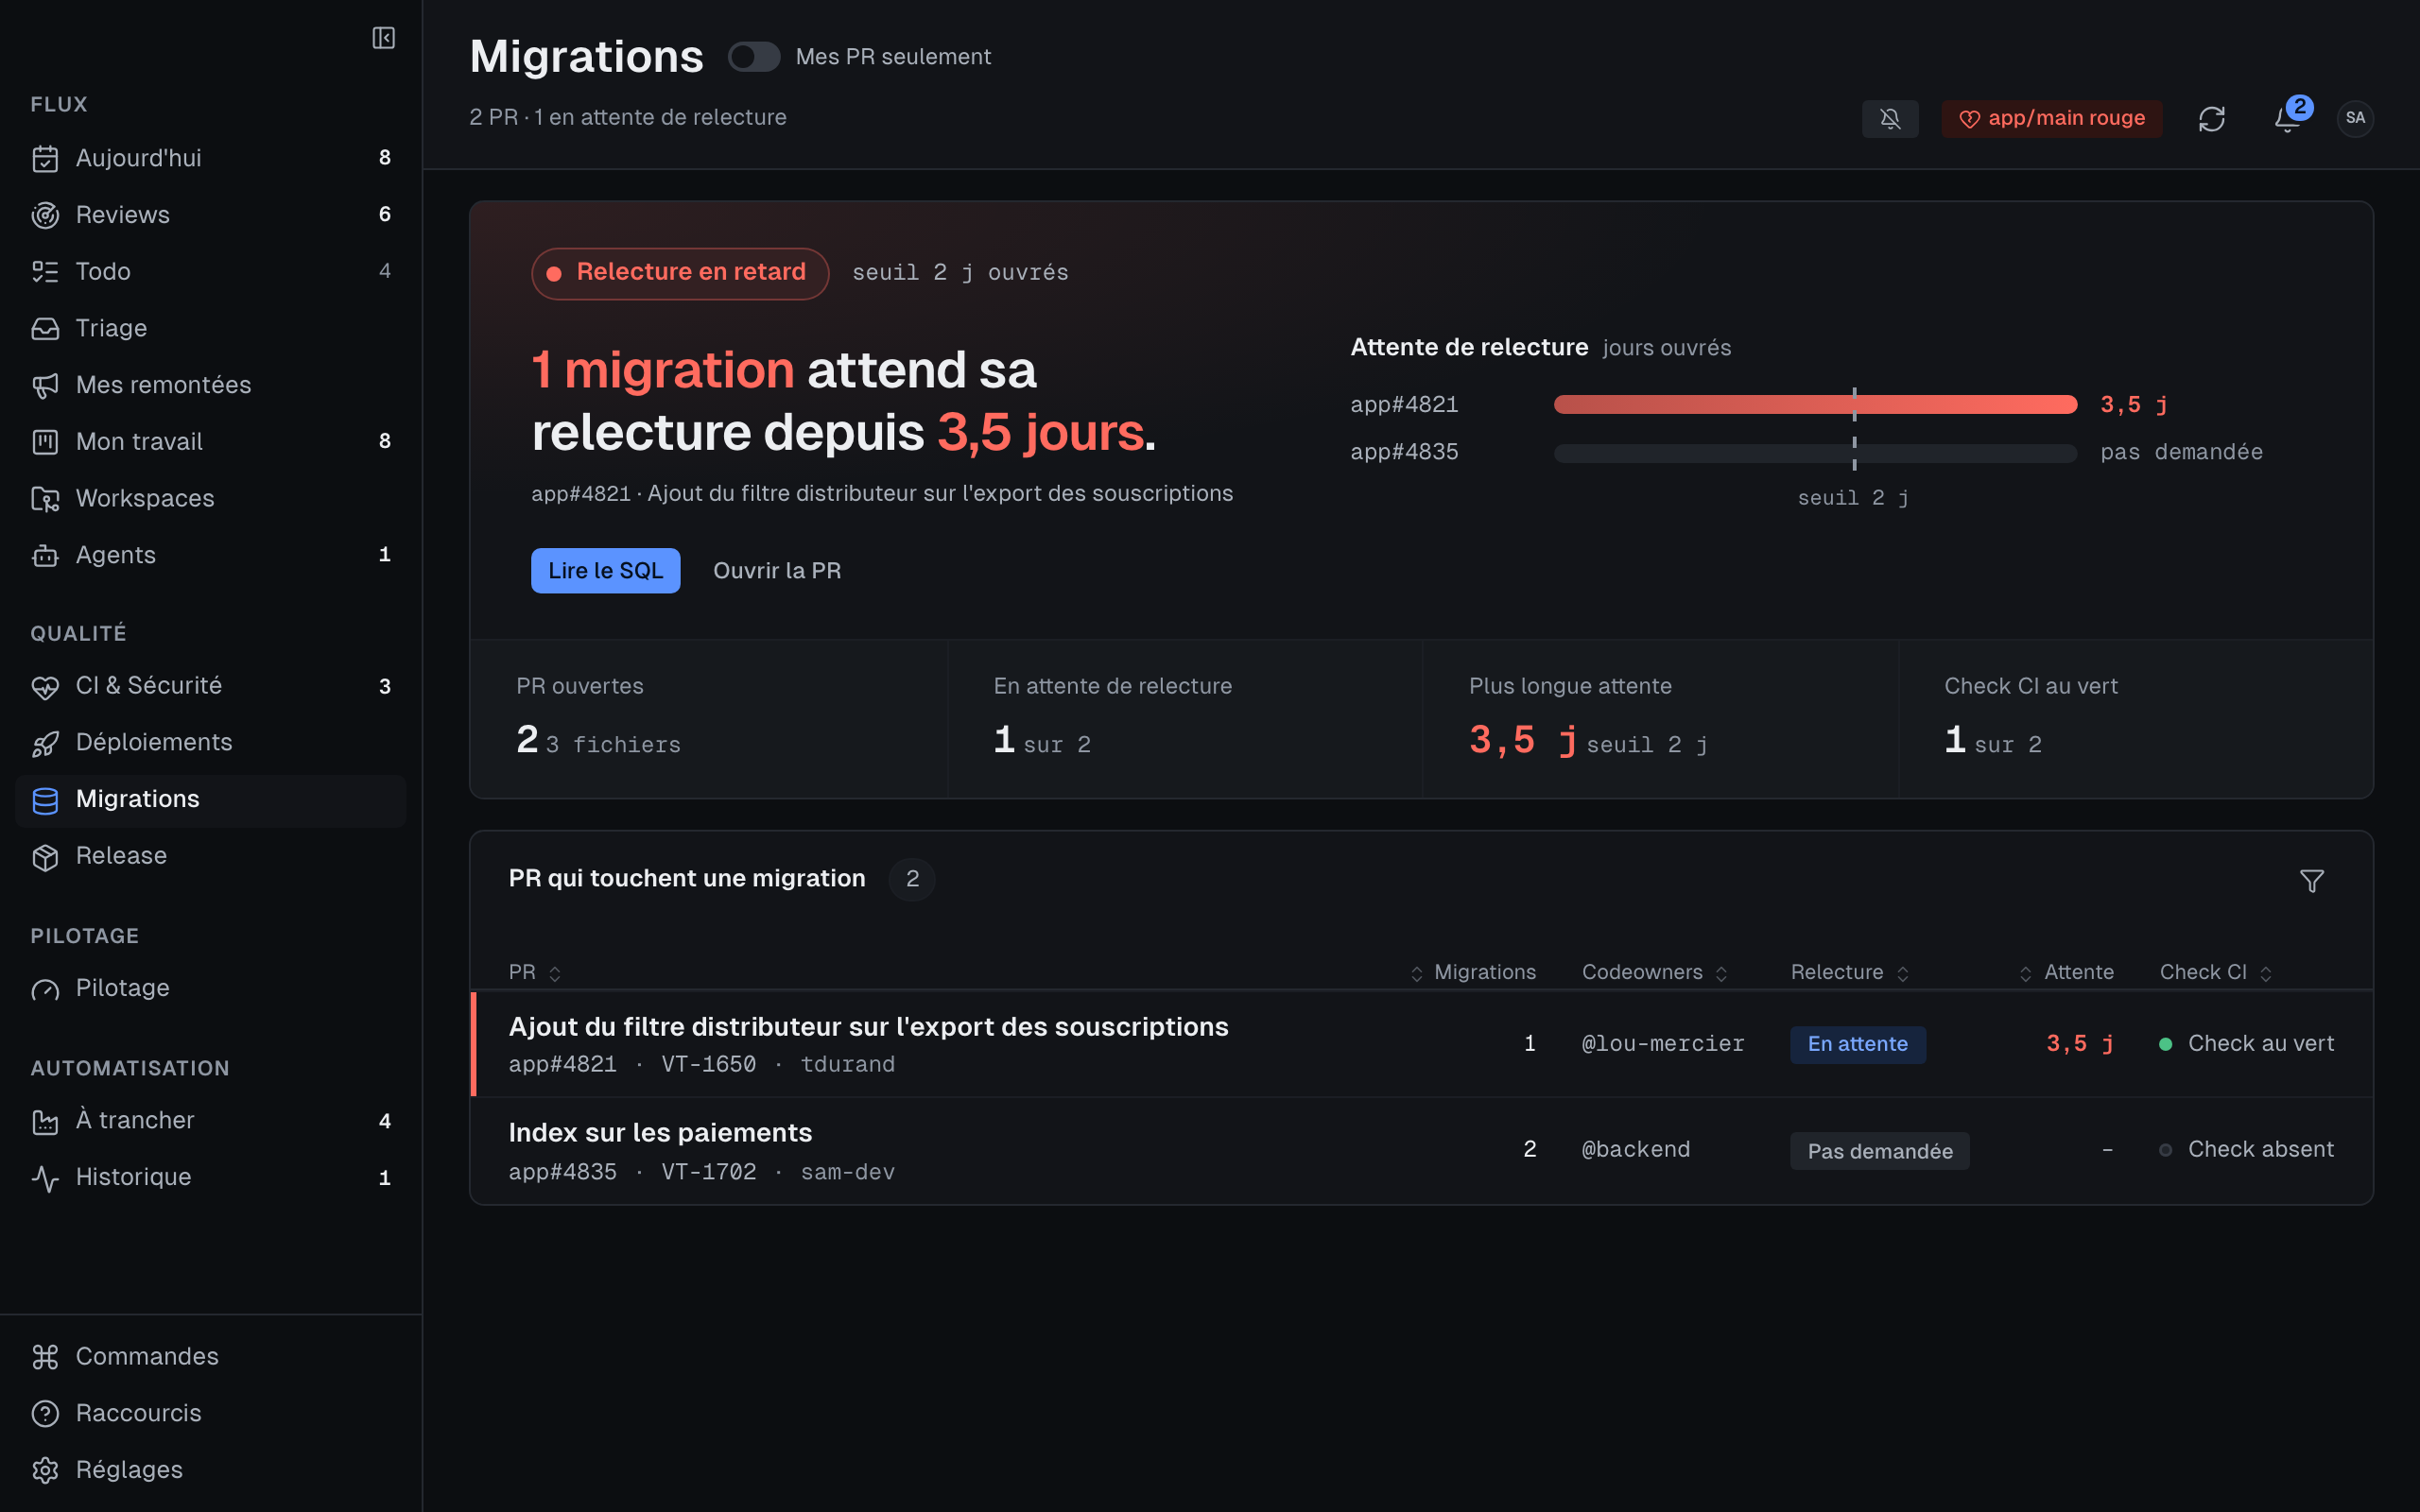 FLUX
Aujourd'hui 8
Reviews 6
Todo 4
Triage
Mes remontées
Mon travail 8
Workspaces
Agents 1
QUALITÉ
CI & Sécurité 3
Déploiements
Migrations
Release
PILOTAGE
Pilotage
AUTOMATISATION
À trancher 4
Historique 1
Commandes
Raccourcis
Réglages
Migrations Mes PR seulement
2 PR · 1 en attente de relecture
app/main rouge 2 SA
Relecture en retard seuil 2 j ouvrés
1 migration attend sa
relecture depuis 3,5 jours.
app#4821 · Ajout du filtre distributeur sur l'export des souscriptions
Lire le SQL Ouvrir la PR
Attente de relecture jours ouvrés
app#4821 3,5 j
app#4835 pas demandée
seuil 2 j
PR ouvertes
2 3 fichiers
En attente de relecture
1 sur 2
Plus longue attente
3,5 j seuil 2 j
Check CI au vert
1 sur 2
PR qui touchent une migration 2
PR Migrations Codeowners Relecture Attente Check CI
Ajout du filtre distributeur sur l'export des souscriptions
app#4821 · VT-1650 · tdurand
1 @lou-mercier En attente 3,5 j Check au vert
Index sur les paiements
app#4835 · VT-1702 · sam-dev
2 @backend Pas demandée – Check absent